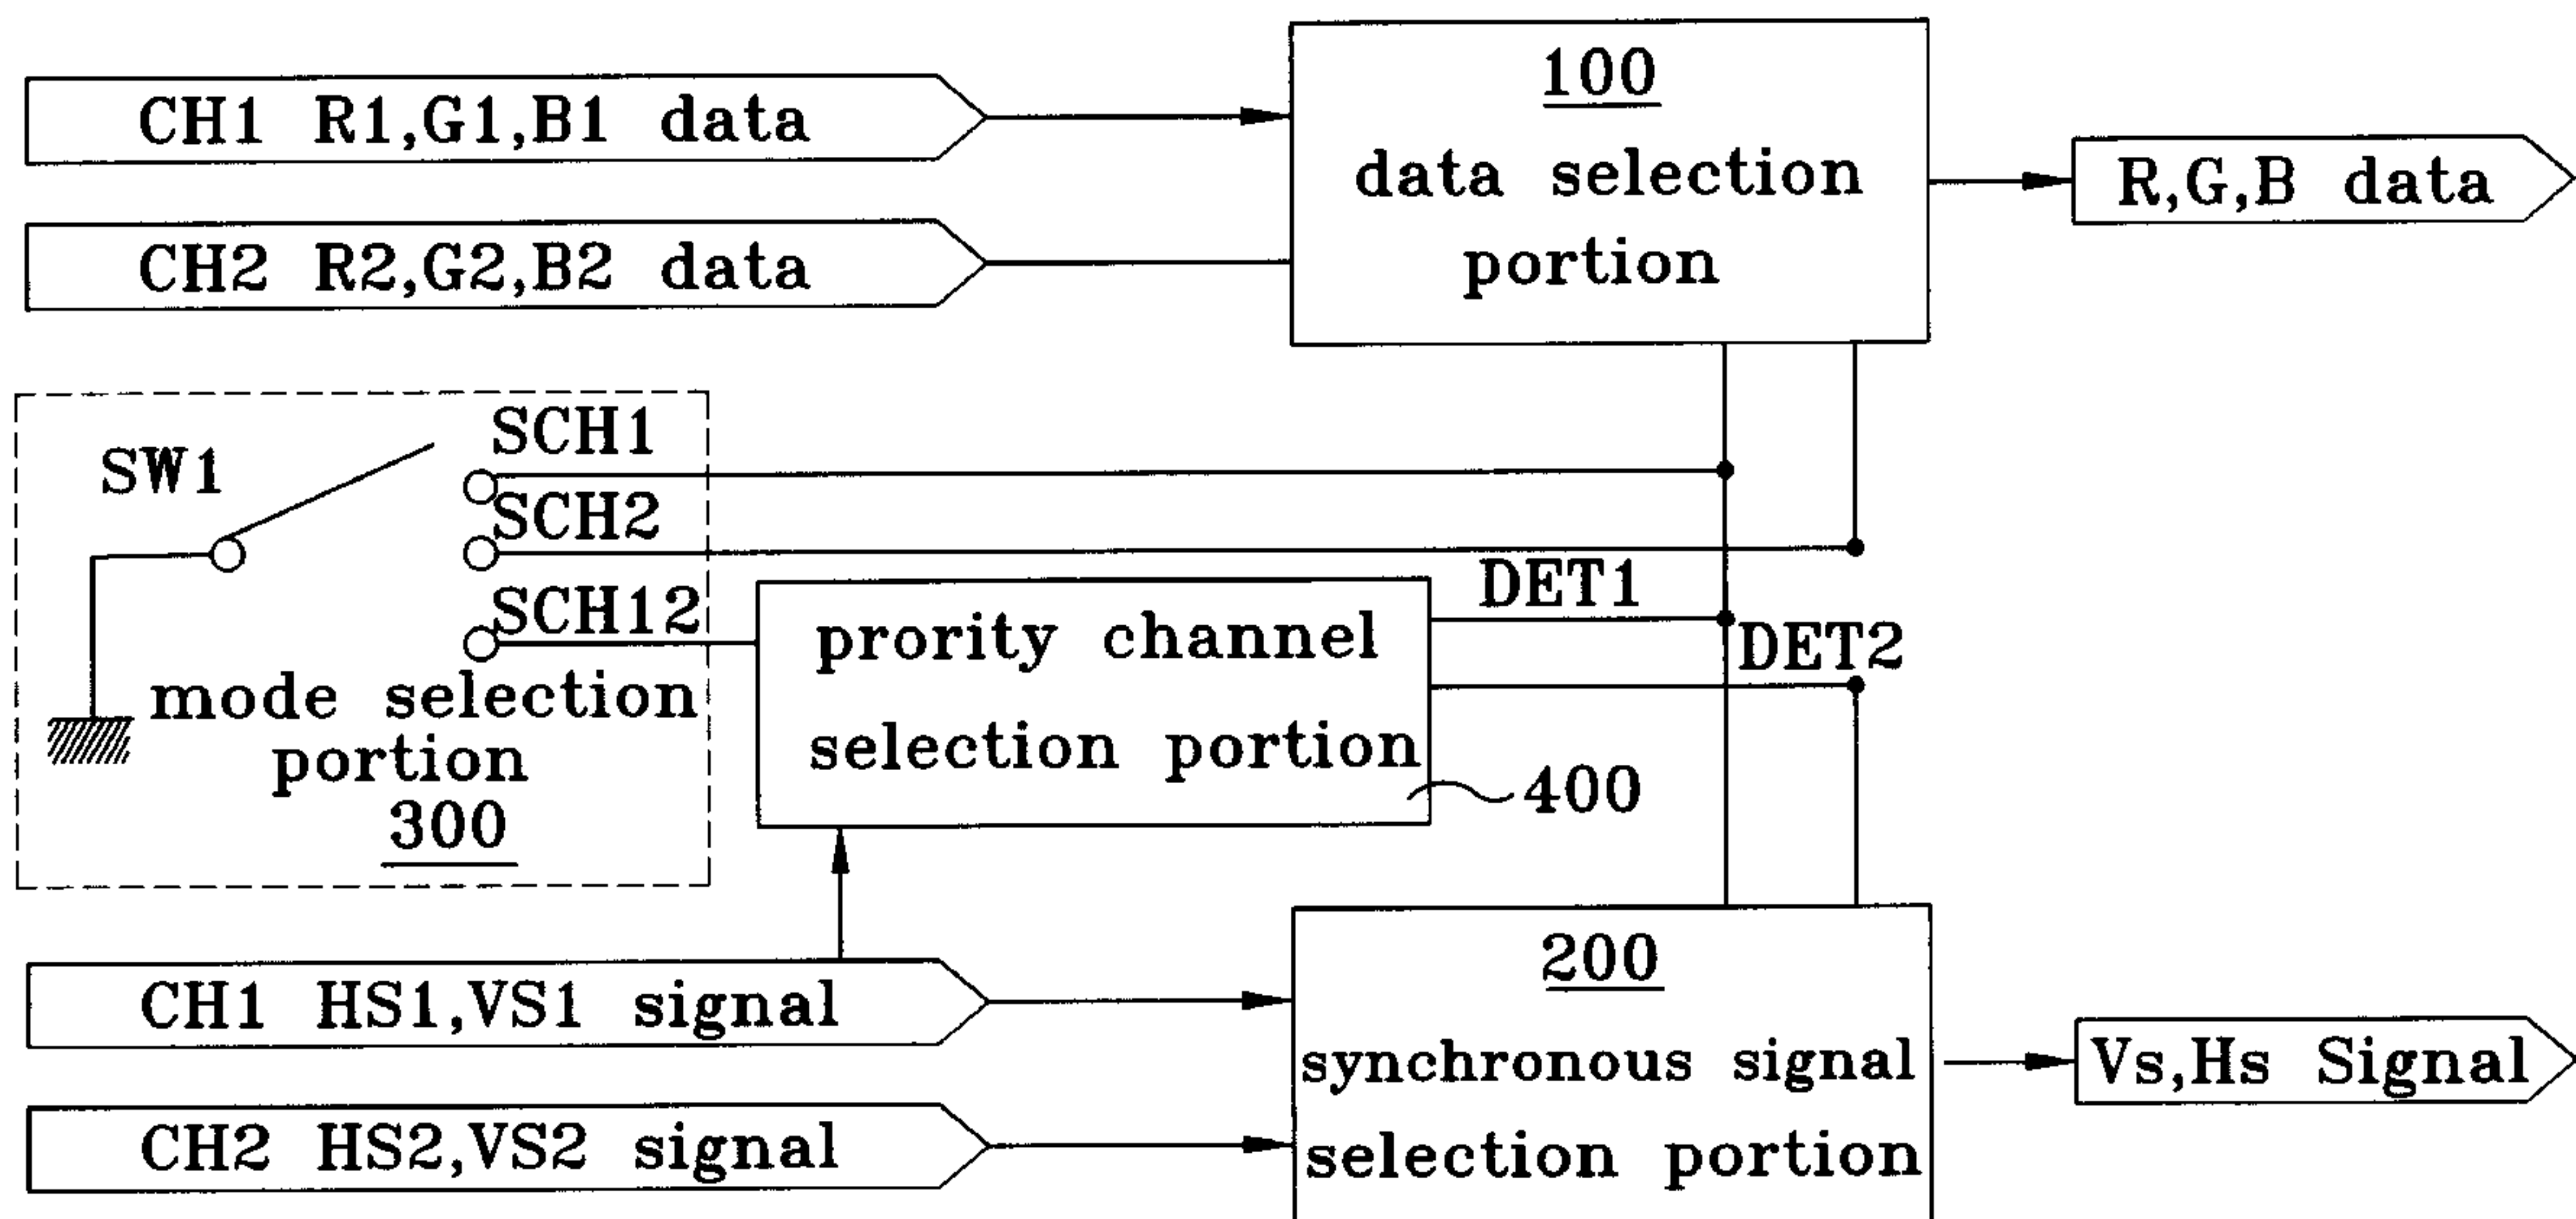 100
CH1 R1,G1,B1 data
data selection
portion
R,G,B data
CH2 R2,G2,B2 data
SCH1
SW1
SCH2
SCH12
DET1
DET2
prority channel
selection portion
400
mode selection
portion
300
200
CH1 HS1,VS1 signal
synchronous signal
selection portion
Vs,Hs Signal
CH2 HS2,VS2 signal